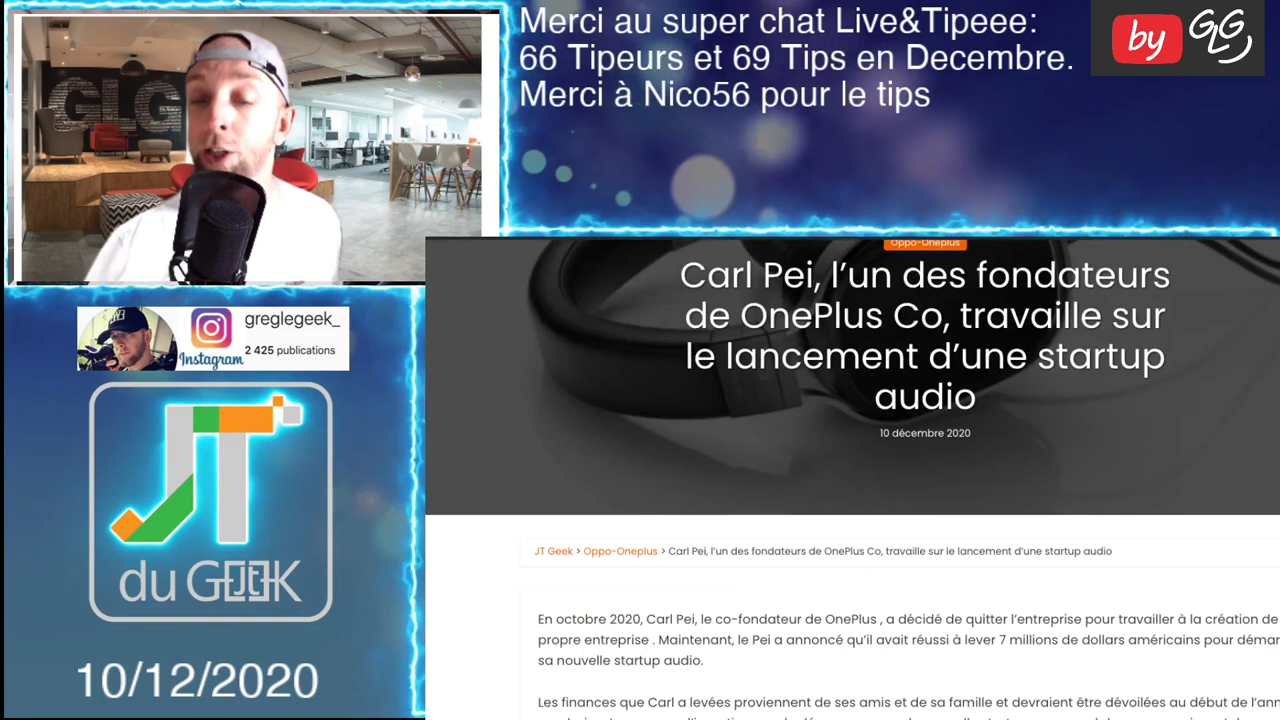 Merci au super chat Live&Tipeee:
66 Tipeurs et 69 Tips en Decembre.
Merci à Nico56 pour le tips
by GLG
GLG
greglegeek_
Instagram
2 425 publications
JT
du GEEK
10/12/2020
Oppo-Oneplus
Carl Pei, l’un des fondateurs
de OnePlus Co, travaille sur
le lancement d’une startup
audio
10 décembre 2020
JT Geek > Oppo-Oneplus > Carl Pei, l’un des fondateurs de OnePlus Co, travaille sur le lancement d’une startup audio
En octobre 2020, Carl Pei, le co-fondateur de OnePlus , a décidé de quitter l’entreprise pour travailler à la création de
propre entreprise . Maintenant, le Pei a annoncé qu’il avait réussi à lever 7 millions de dollars américains pour démar
sa nouvelle startup audio.
Les finances que Carl a levées proviennent de ses amis et de sa famille et devraient être dévoilées au début de l’ann